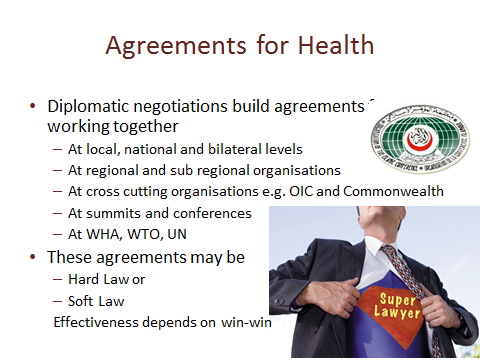 Agreements for Health
• Diplomatic negotiations build agreements
working together
– At local, national and bilateral levels
– At regional and sub regional organisations
– At cross cutting organisations e.g. OIC and Commonwealth
– At summits and conferences
– At WHA, WTO, UN
• These agreements may be
– Hard Law or
– Soft Law
Effectiveness depends on win-win
Super
Lawyer